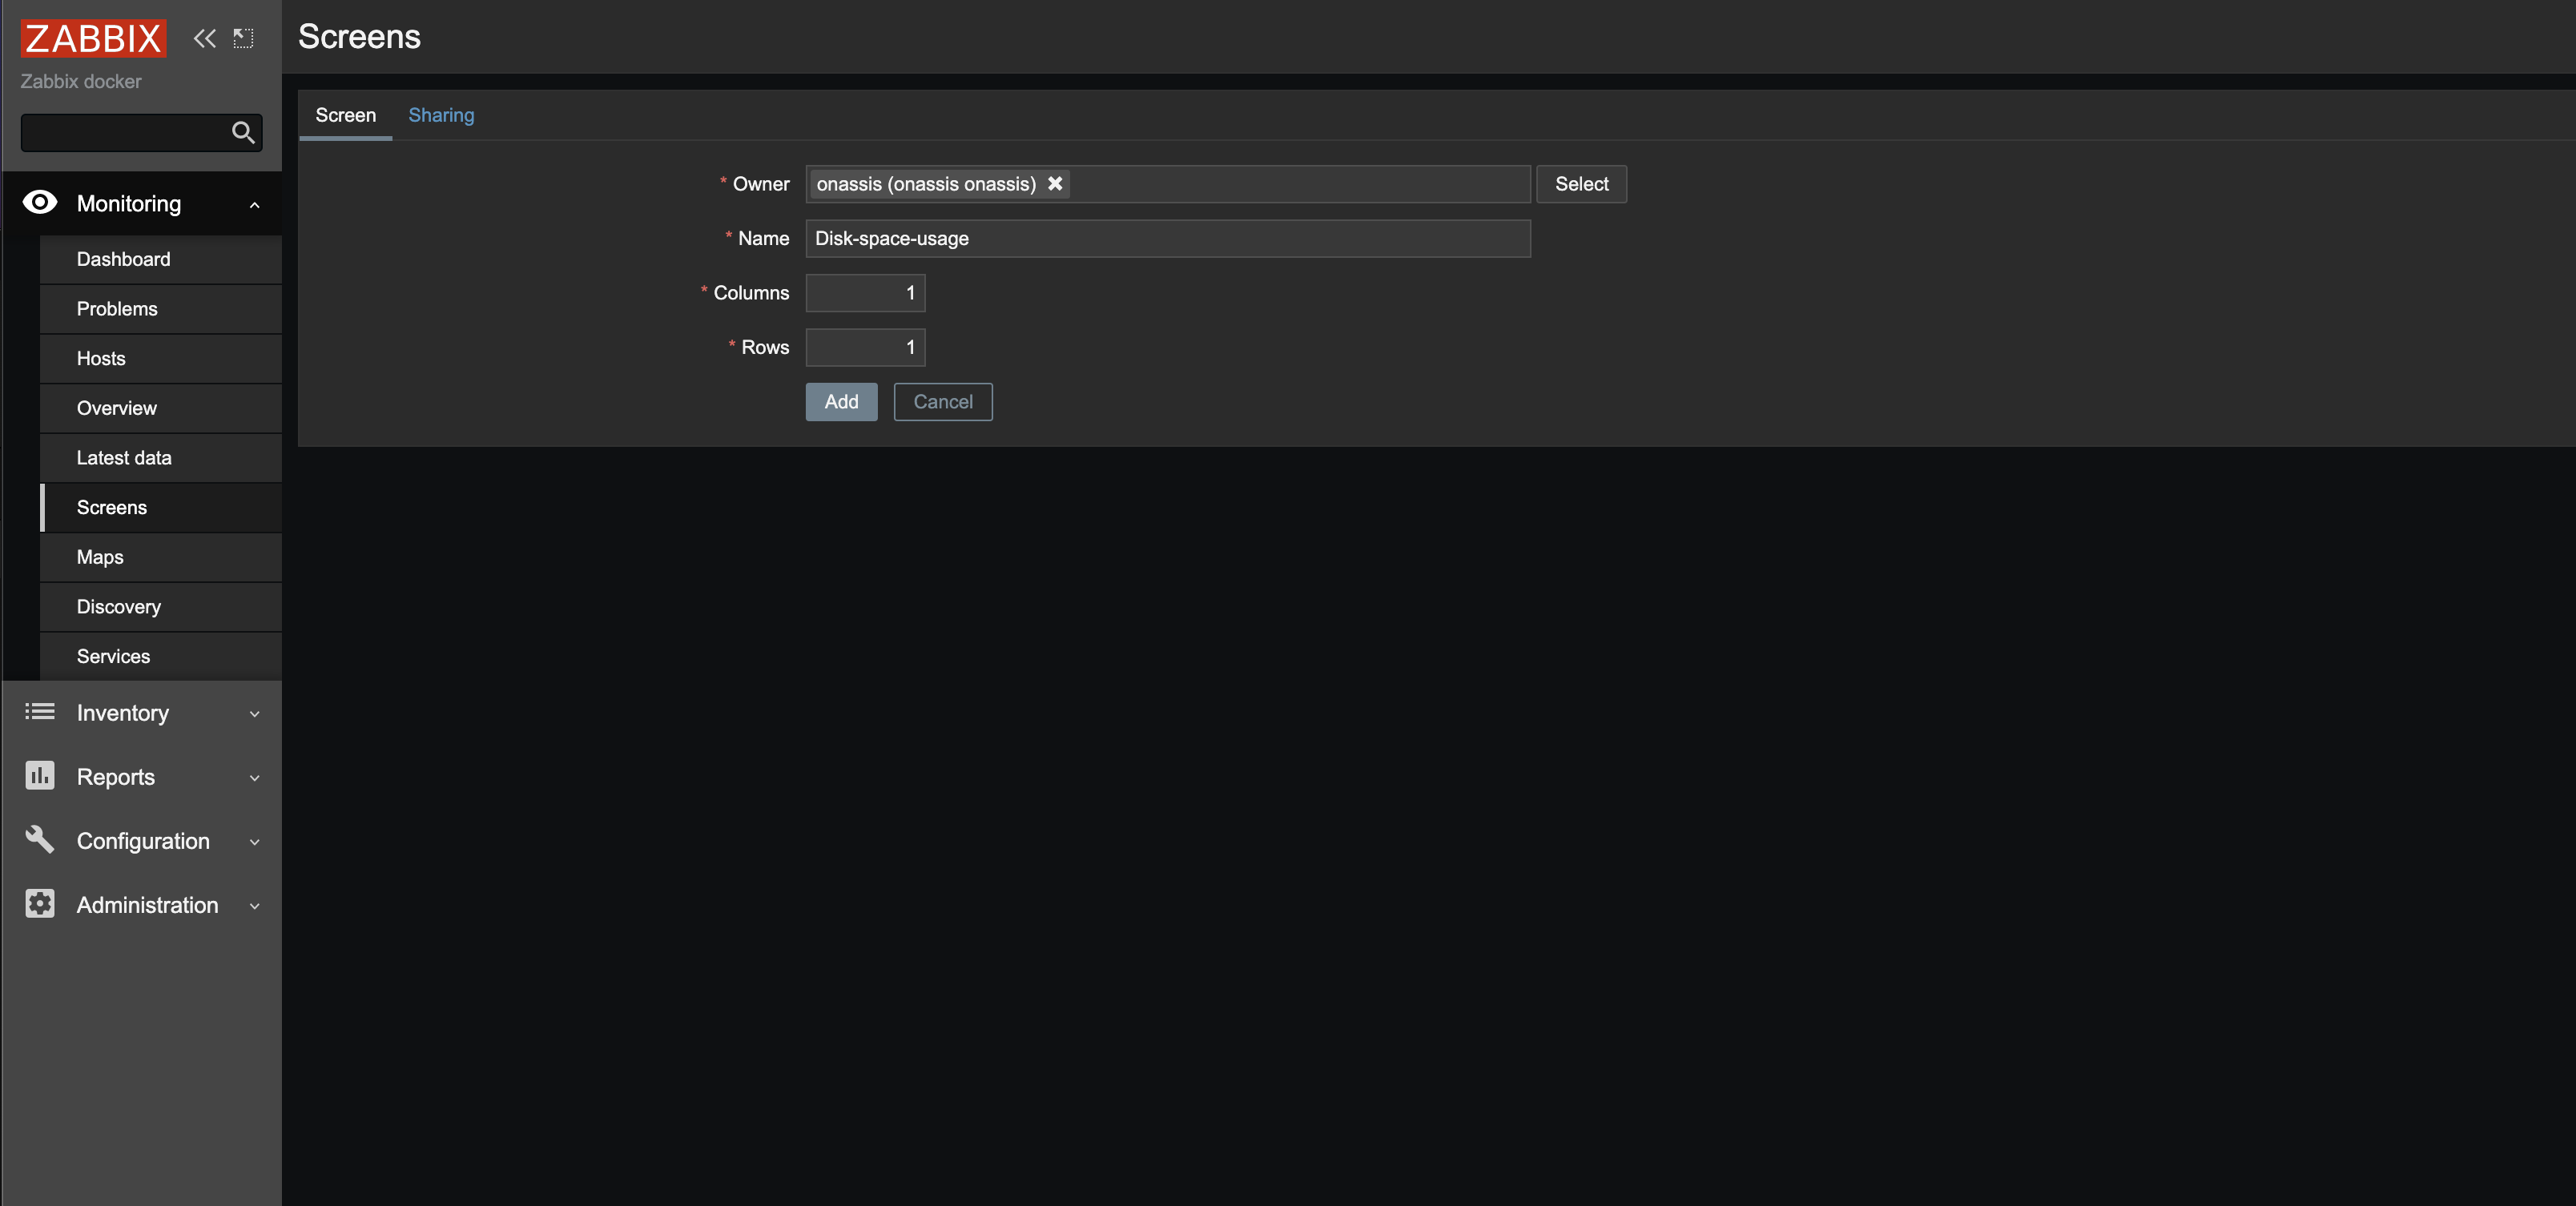 ZABBIX
Zabbix docker
Monitoring
Dashboard
Problems
Hosts
Overview
Latest data
Screens
Maps
Discovery
Services
Inventory
Reports
Configuration
Administration
Screens
Screen Sharing
* Owner onassis (onassis onassis) Select
* Name Disk-space-usage
* Columns 1
* Rows 1
Add Cancel